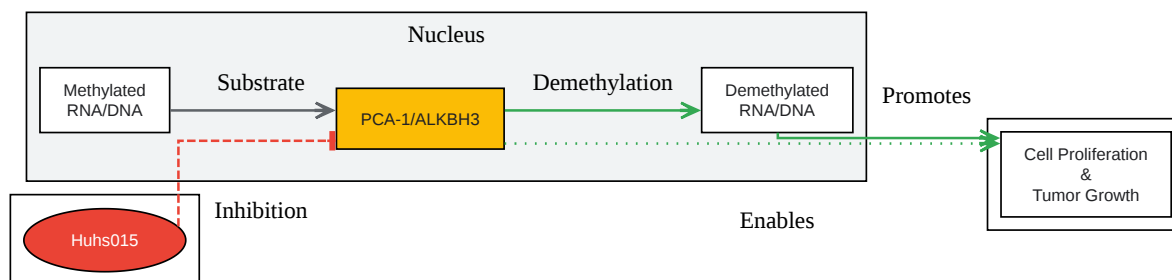 Nucleus
Methylated
RNA/DNA
Substrate
PCA-1/ALKBH3
Demethylation
Demethylated
RNA/DNA
Promotes
Cell Proliferation
&
Tumor Growth
Huhs015
Inhibition
Enables